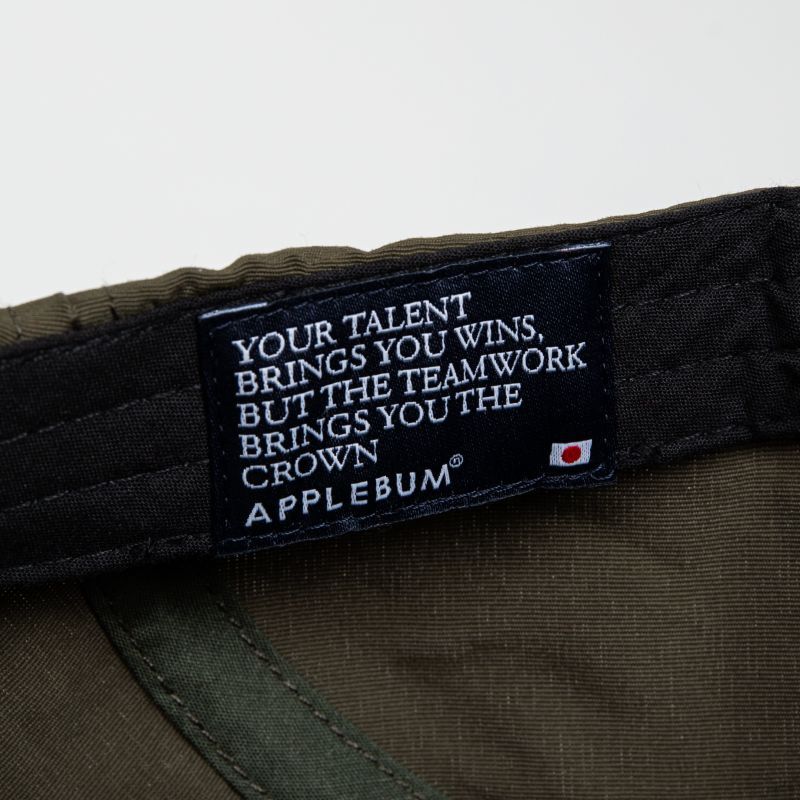 YOUR TALENT
BRINGS YOU WINS,
BUT THE TEAMWORK
BRINGS YOU THE
CROWN
APPLEBUM®